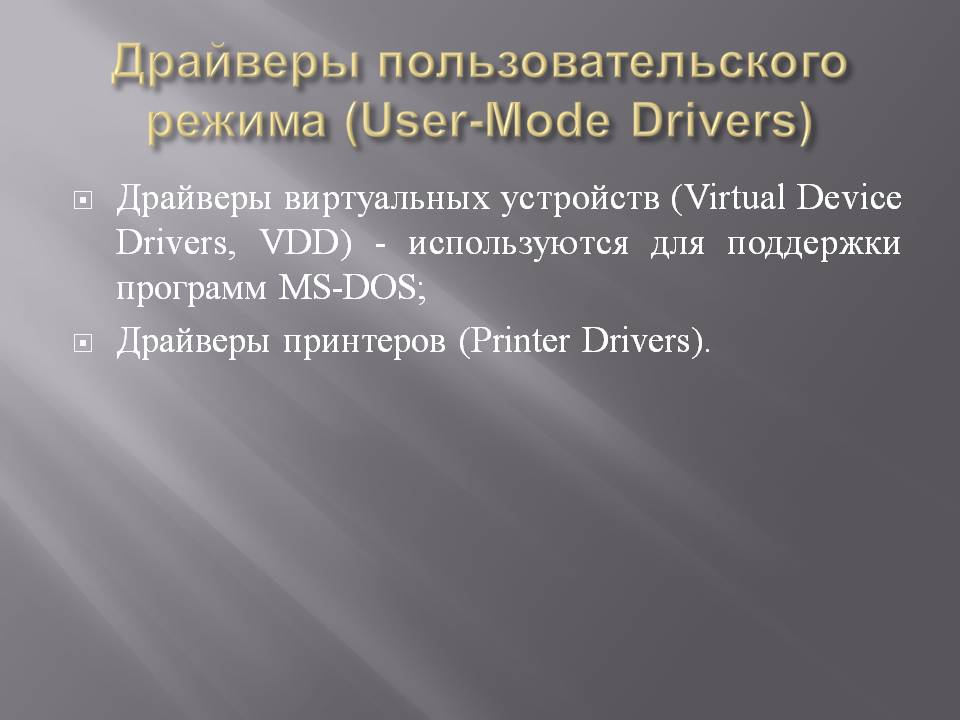 Драйверы пользовательского
режима (User-Mode Drivers)
Драйверы виртуальных устройств (Virtual Device
Drivers, VDD) - используются для поддержки
программ MS-DOS;
Драйверы принтеров (Printer Drivers).